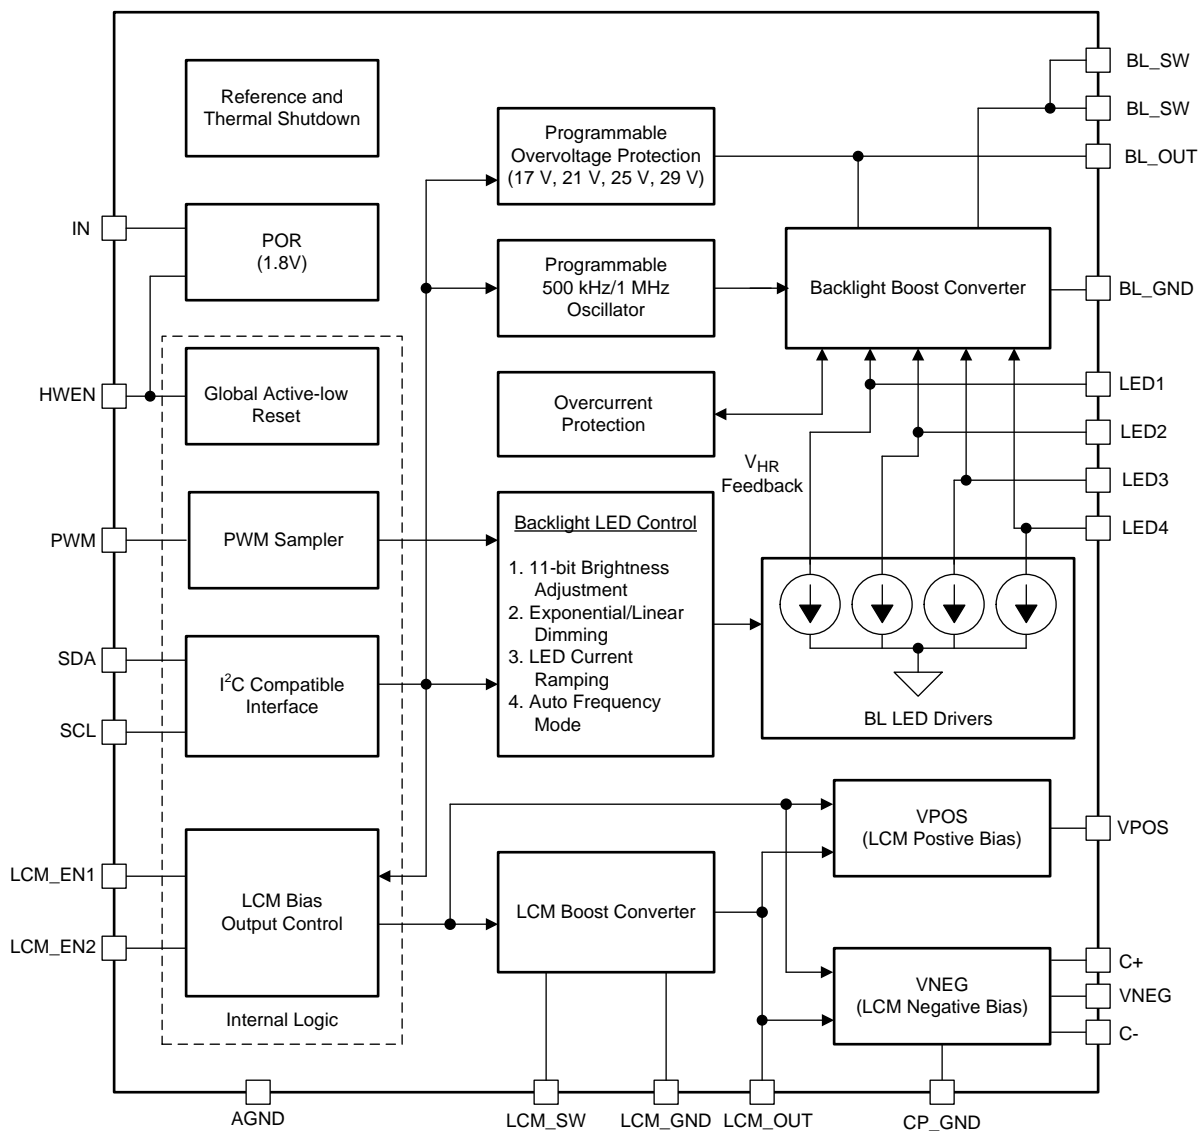 BL_SW
Reference and
Thermal Shutdown
BL_SW
Programmable
Overvoltage Protection
(17 V, 21 V, 25 V, 29 V)
BL_OUT
IN
POR
(1.8V)
Programmable
500 kHz/1 MHz
Oscillator
Backlight Boost Converter
BL_GND
HWEN
Global Active-low
Reset
Overcurrent
Protection
LED1
LED2
VHR
Feedback
LED3
LED4
PWM
PWM Sampler
Backlight LED Control
1. 11-bit Brightness
Adjustment
2. Exponential/Linear
Dimming
3. LED Current
Ramping
4. Auto Frequency
Mode
SDA
SCL
I2C Compatible
Interface
BL LED Drivers
VPOS
(LCM Postive Bias)
VPOS
LCM_EN1
LCM_EN2
LCM Bias
Output Control
LCM Boost Converter
VNEG
(LCM Negative Bias)
C+
VNEG
C-
Internal Logic
AGND
LCM_SW
LCM_GND
LCM_OUT
CP_GND